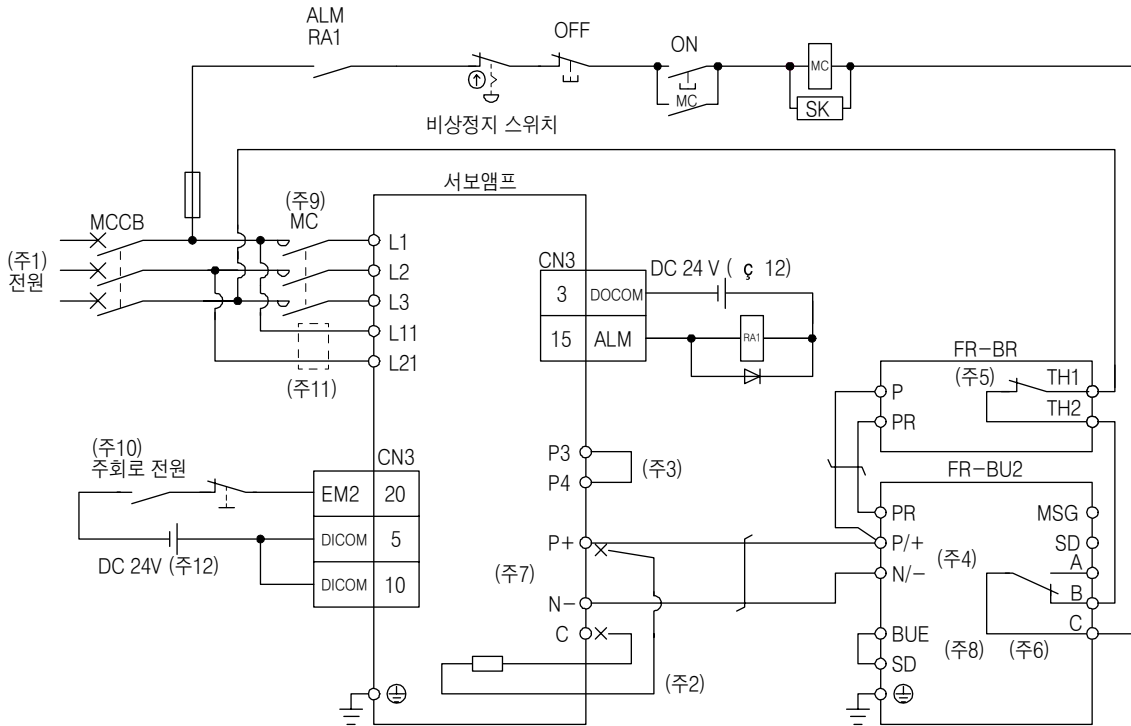 ALM
RA1
OFF
ON
MC
MC
SK
비상정지 스위치
서보앰프
(주9)
MC
MCCB
(주1)
전원
L1
L2
L3
L11
L21
(주11)
CN3
3 DOCOM
15 ALM
DC 24 V ( ç 12)
RA1
FR-BR
(주5)
TH1
TH2
P
PR
(주10)
주회로 전원
CN3
EM2 20
DICOM 5
DICOM 10
DC 24V (주12)
P3
P4
(주3)
P+
(주7)
N-
C
(주2)
FR-BU2
PR
P/+
N/-
(주4)
BUE
SD
MSG
SD
A
B
C
(주8)
(주6)